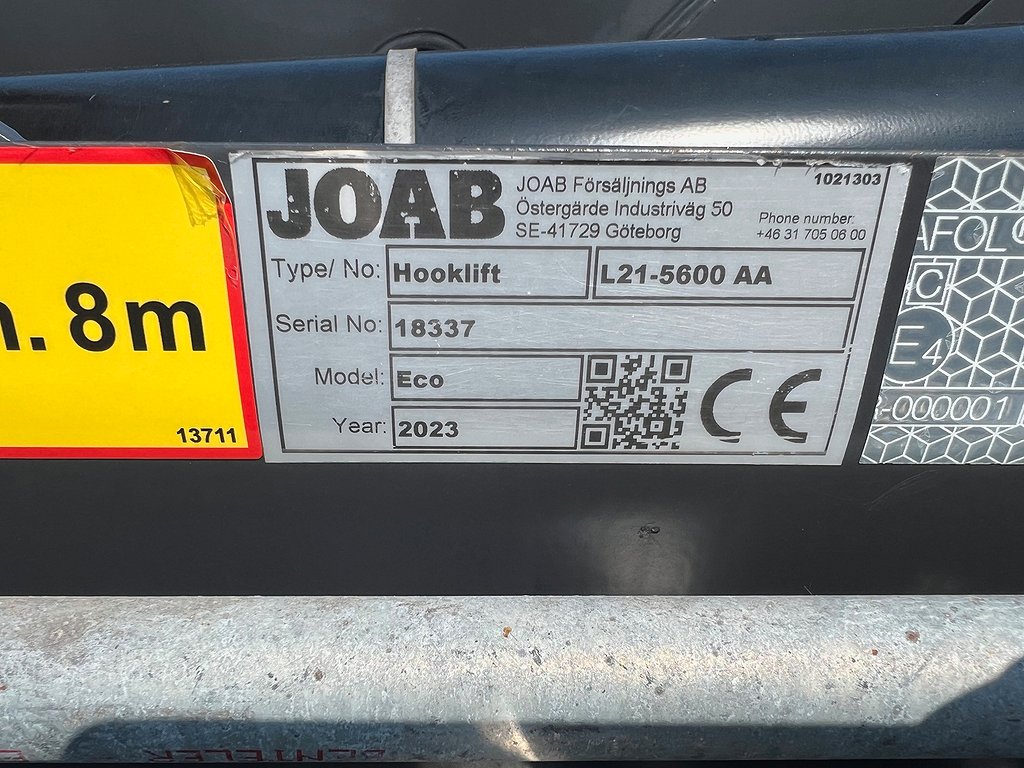 8m
13711
JOAB
JOAB Försäljnings AB
Östergärde Industriväg 50
SE-41729 Göteborg
1021303
Phone number:
+46 31 705 06 00
Type/ No: Hooklift L21-5600 AA
Serial No: 18337
Model: Eco
Year: 2023
CE
C
E4
000001
BENTELER